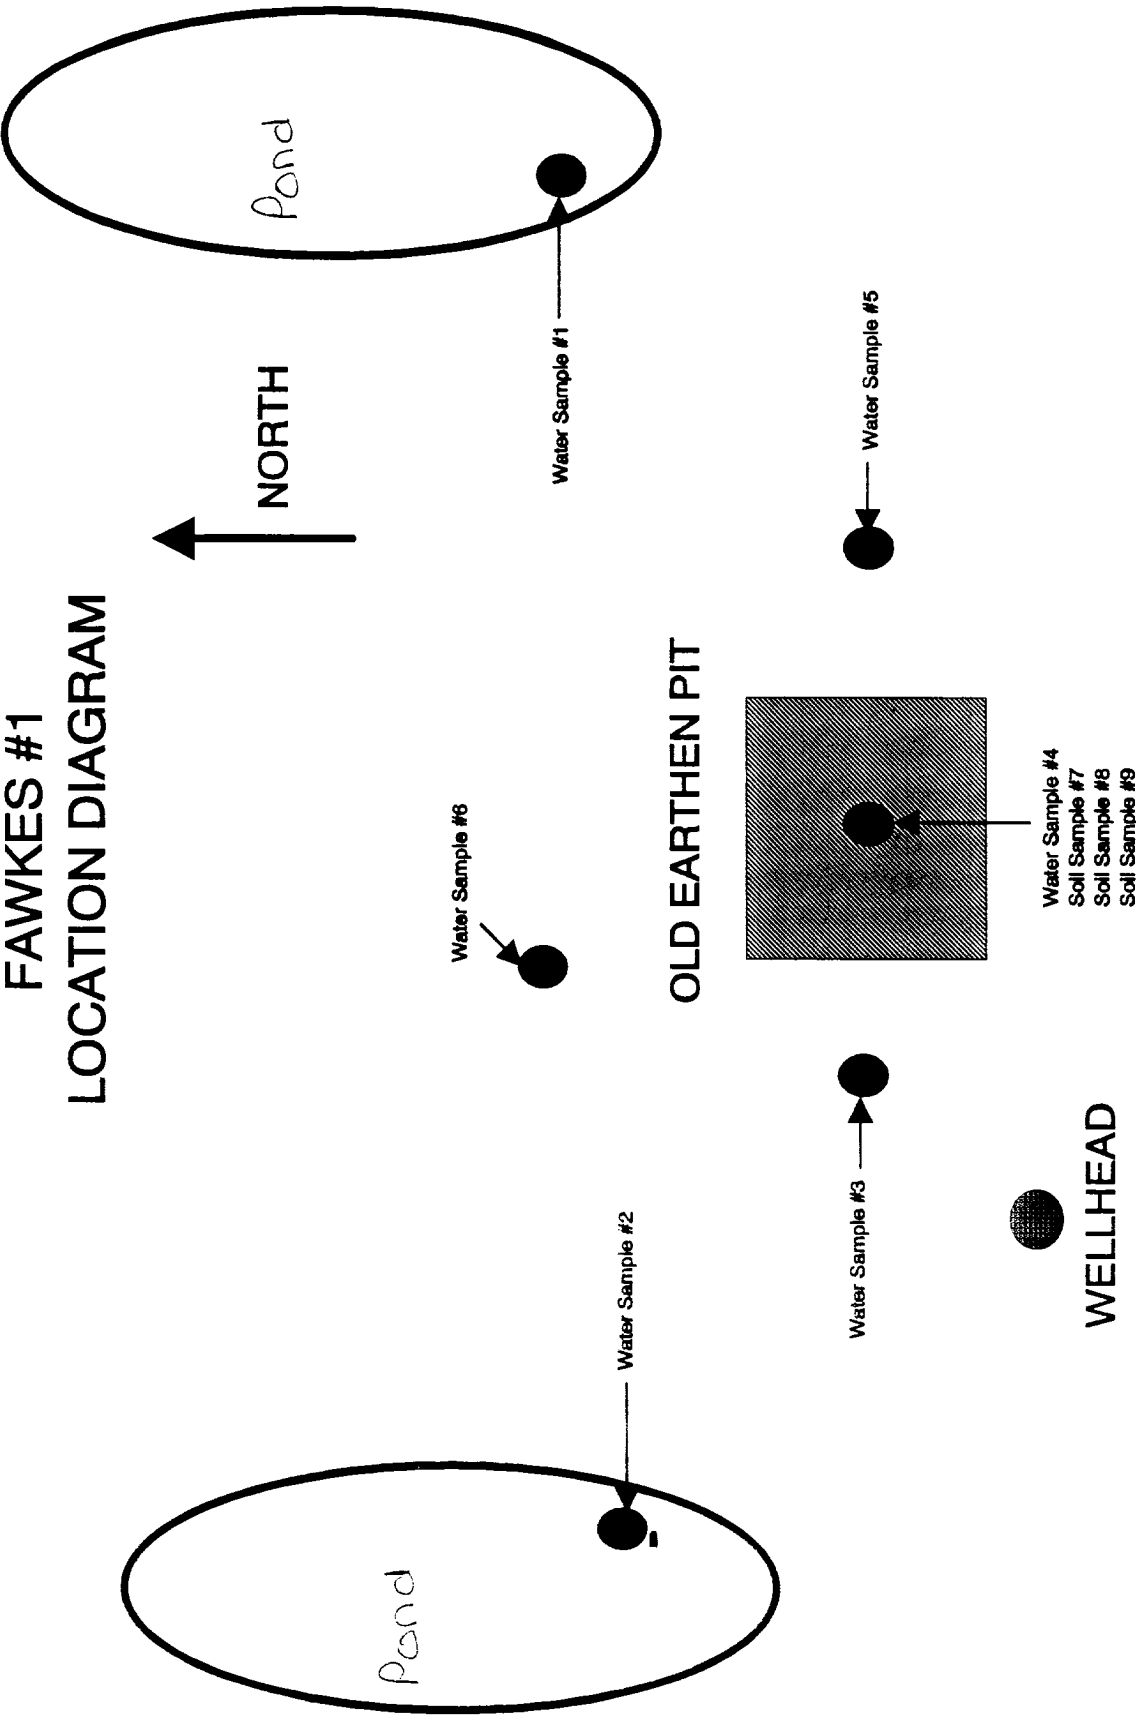 FAWKES #1
LOCATION DIAGRAM
NORTH
Pond
Pond
Water Sample #6
Water Sample #1
Water Sample #2
OLD EARTHEN PIT
Water Sample #3
Water Sample #5
WELLHEAD
Water Sample #4
Soil Sample #7
Soil Sample #8
Soil Sample #9